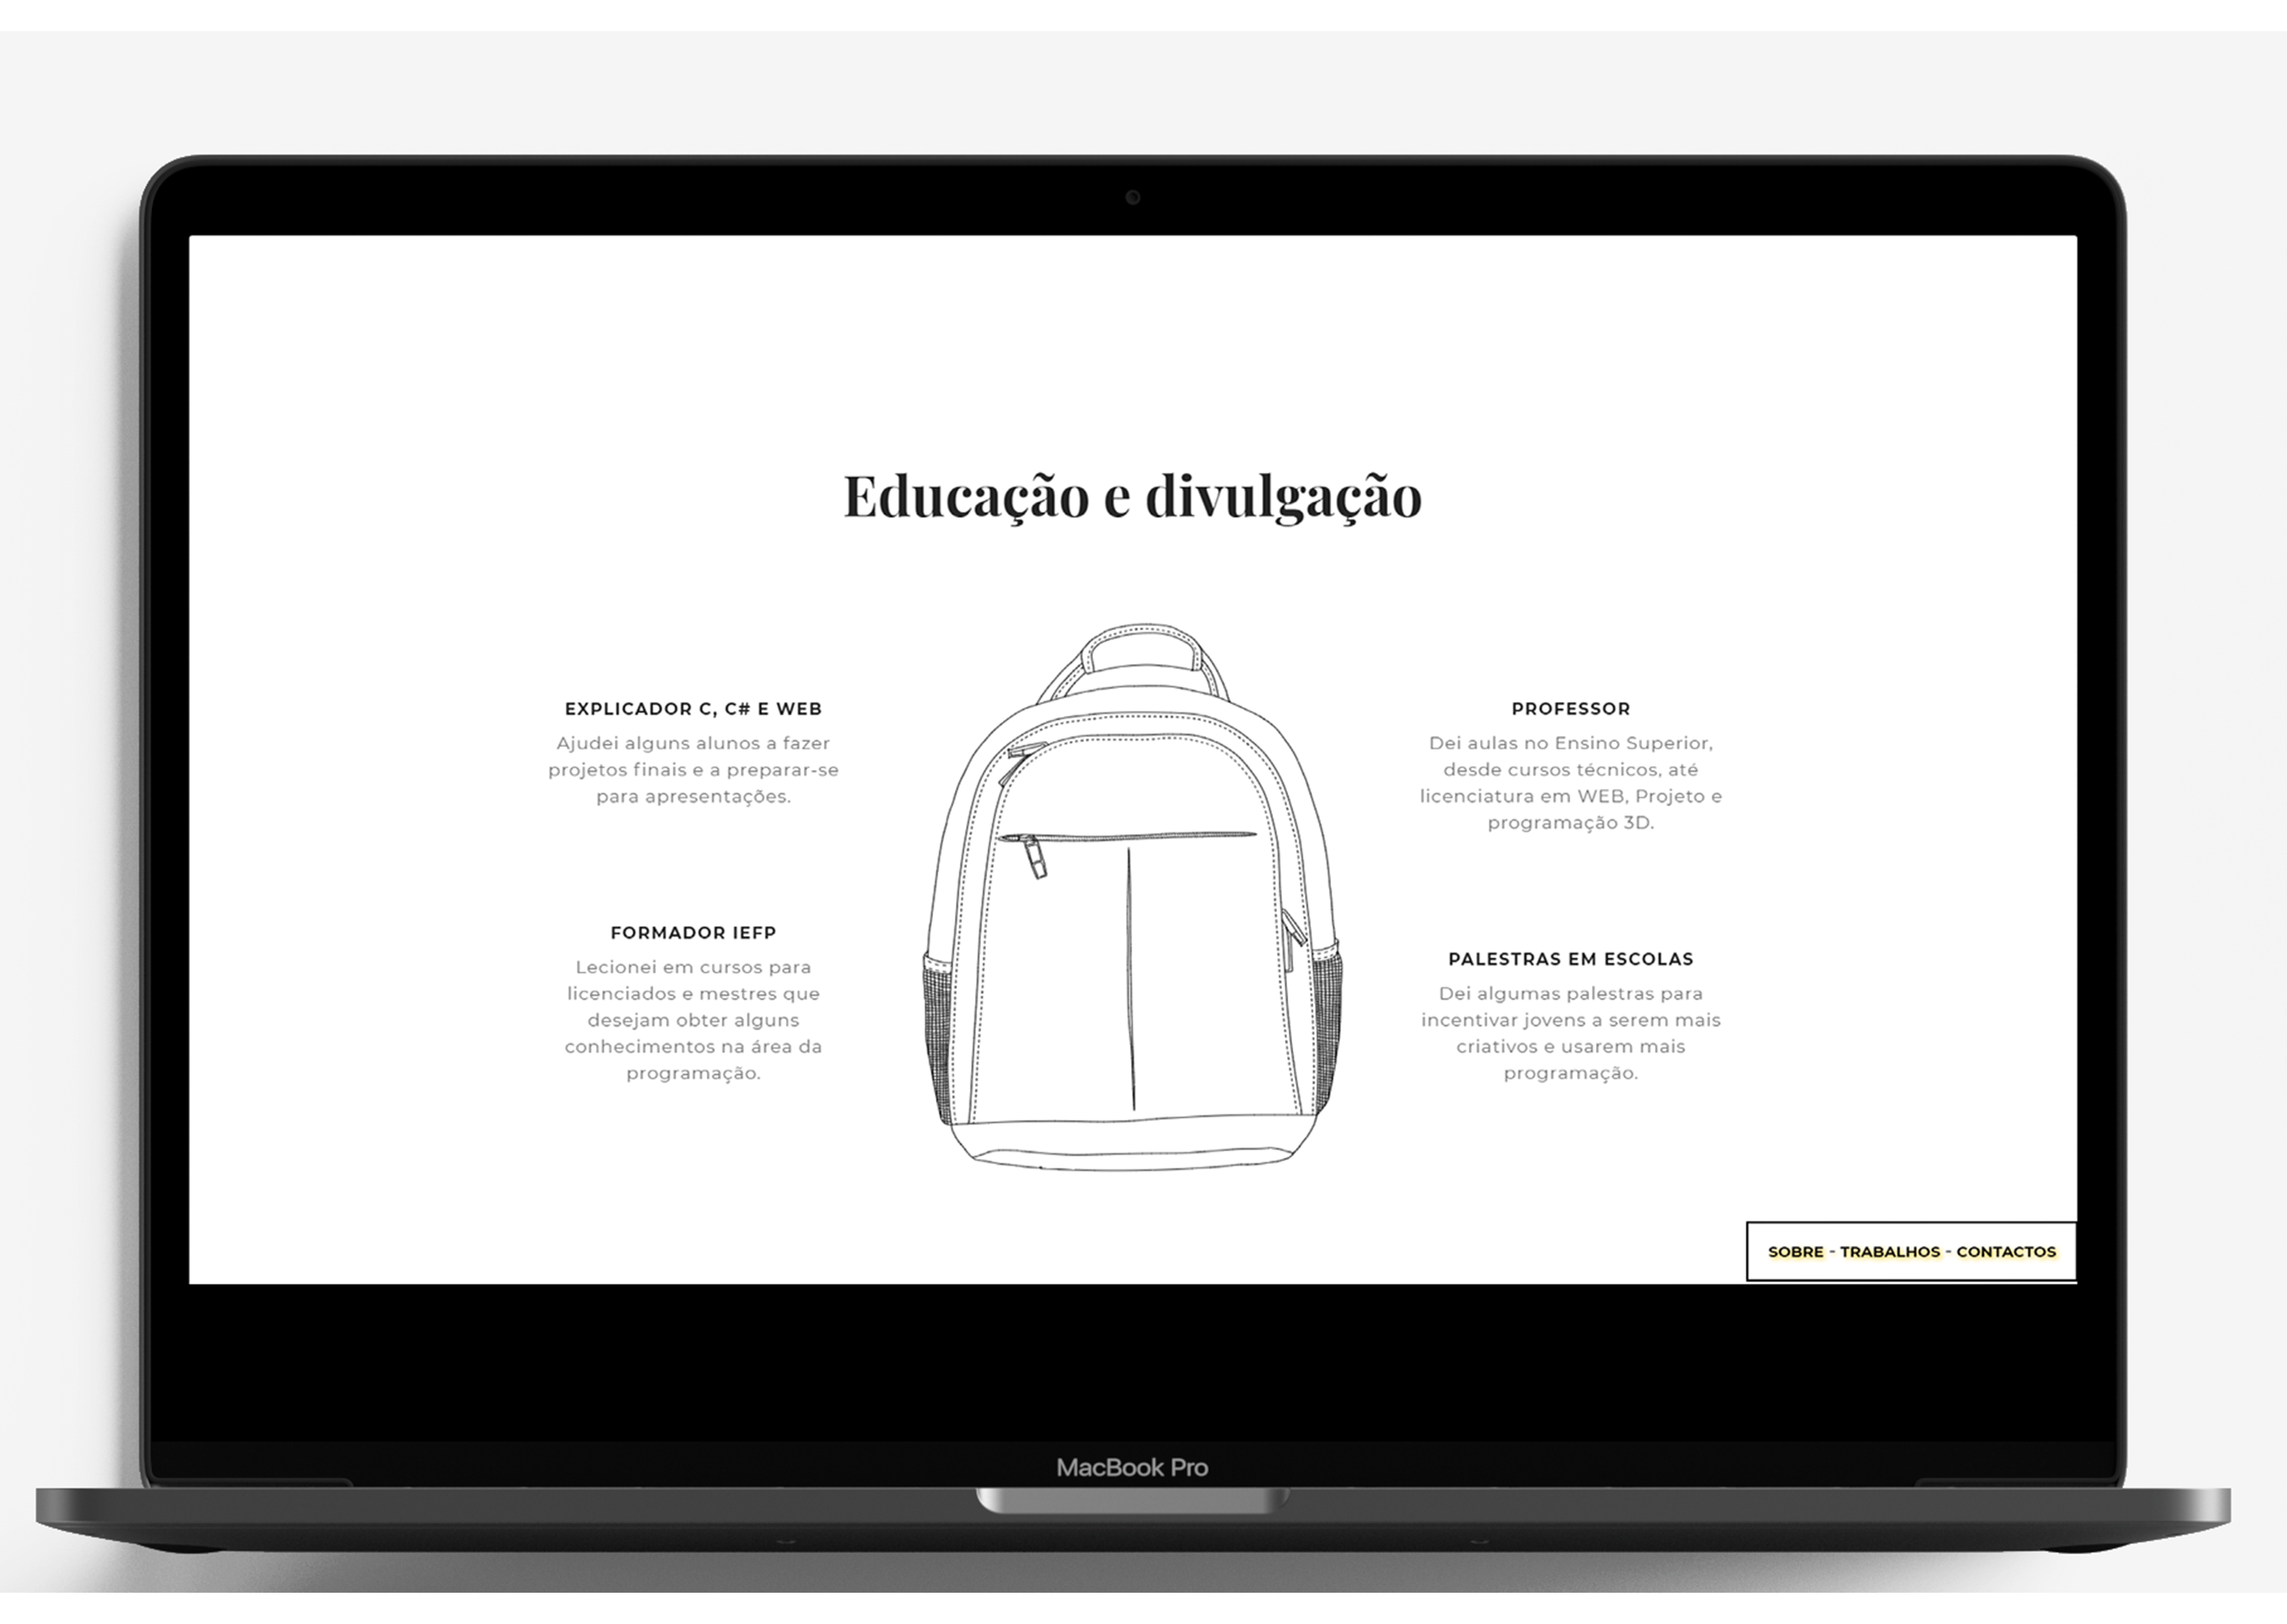 Educação e divulgação
EXPLICADOR C, C# E WEB
Ajudei alguns alunos a fazer
projetos finais e a preparar-se
para apresentações.
FORMADOR IEFP
Lecionei em cursos para
licenciados e mestres que
desejam obter alguns
conhecimentos na área da
programação.
PROFESSOR
Dei aulas no Ensino Superior,
desde cursos técnicos, até
licenciatura em WEB, Projeto e
programação 3D.
PALESTRAS EM ESCOLAS
Dei algumas palestras para
incentivar jovens a serem mais
criativos e usarem mais
programação.
SOBRE - TRABALHOS - CONTACTOS
MacBook Pro